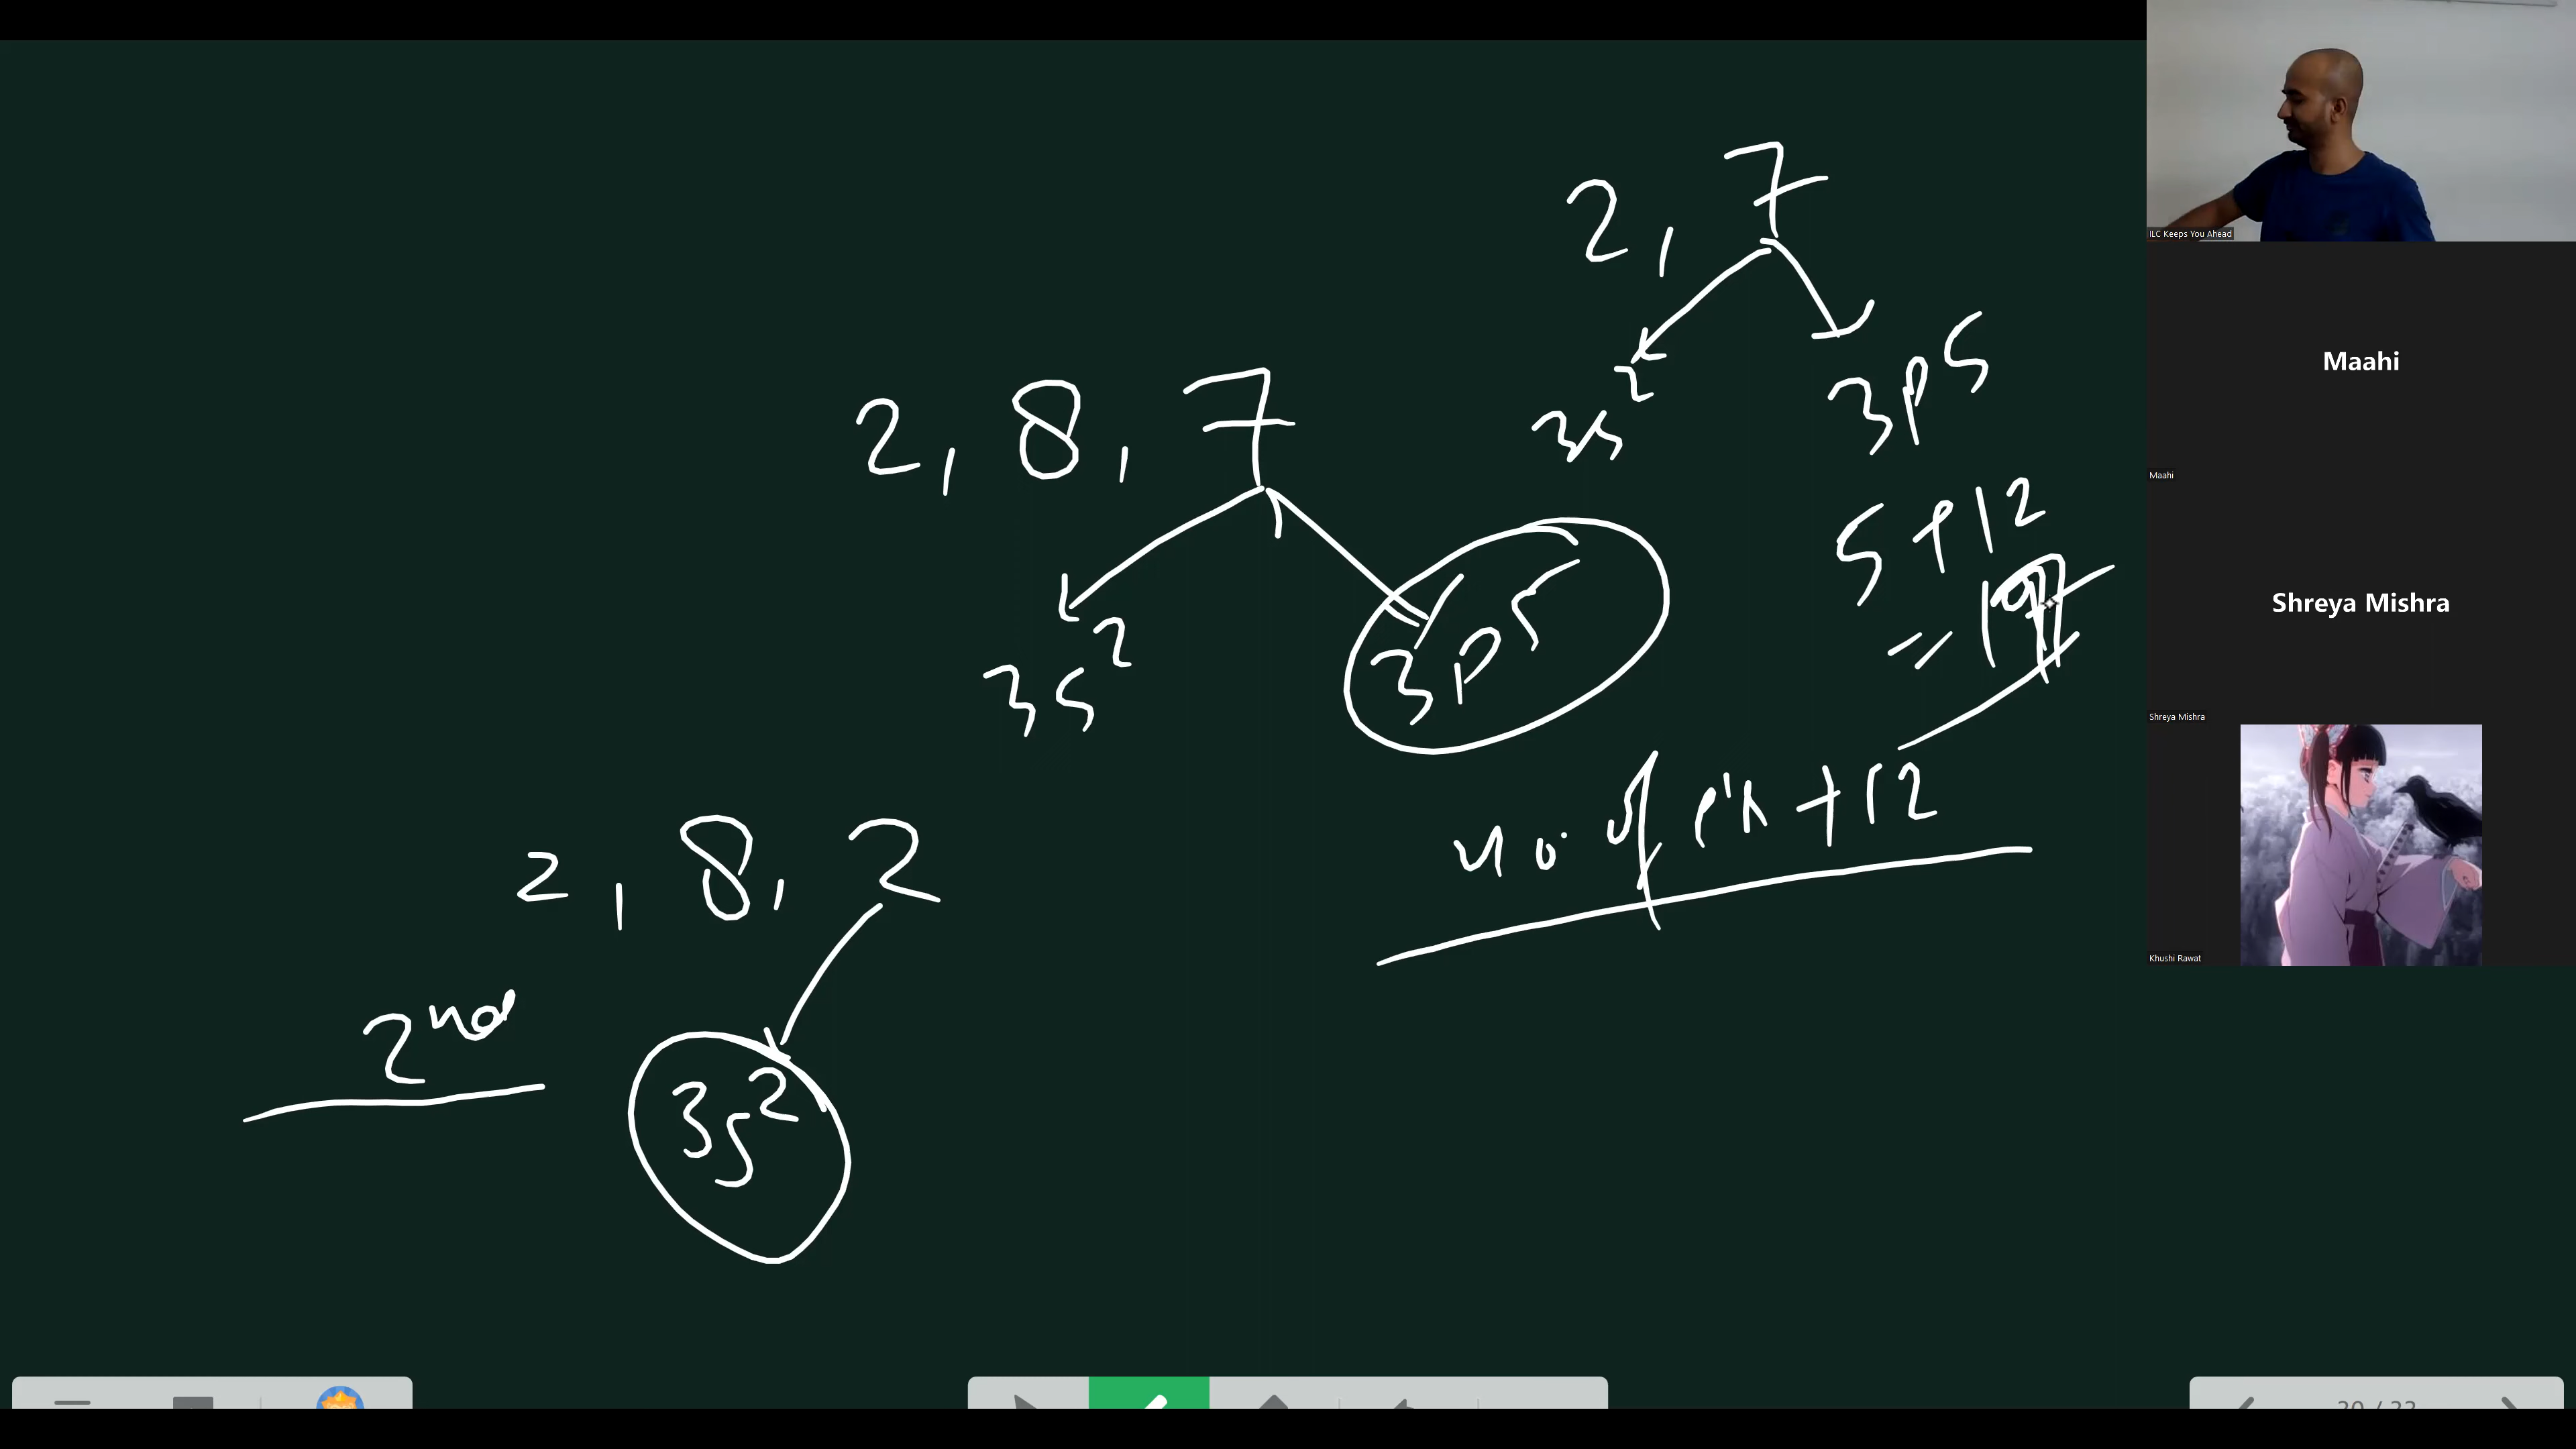 2, 7
3s²
3p⁵
5+12
= 17
2, 8, 7
3s²
3p⁵
no. of
+12
2, 8, 2
2nd
3s²
ILC Keeps You Ahead
Maahi
Maahi
Shreya Mishra
Shreya Mishra
Khushi Rawat